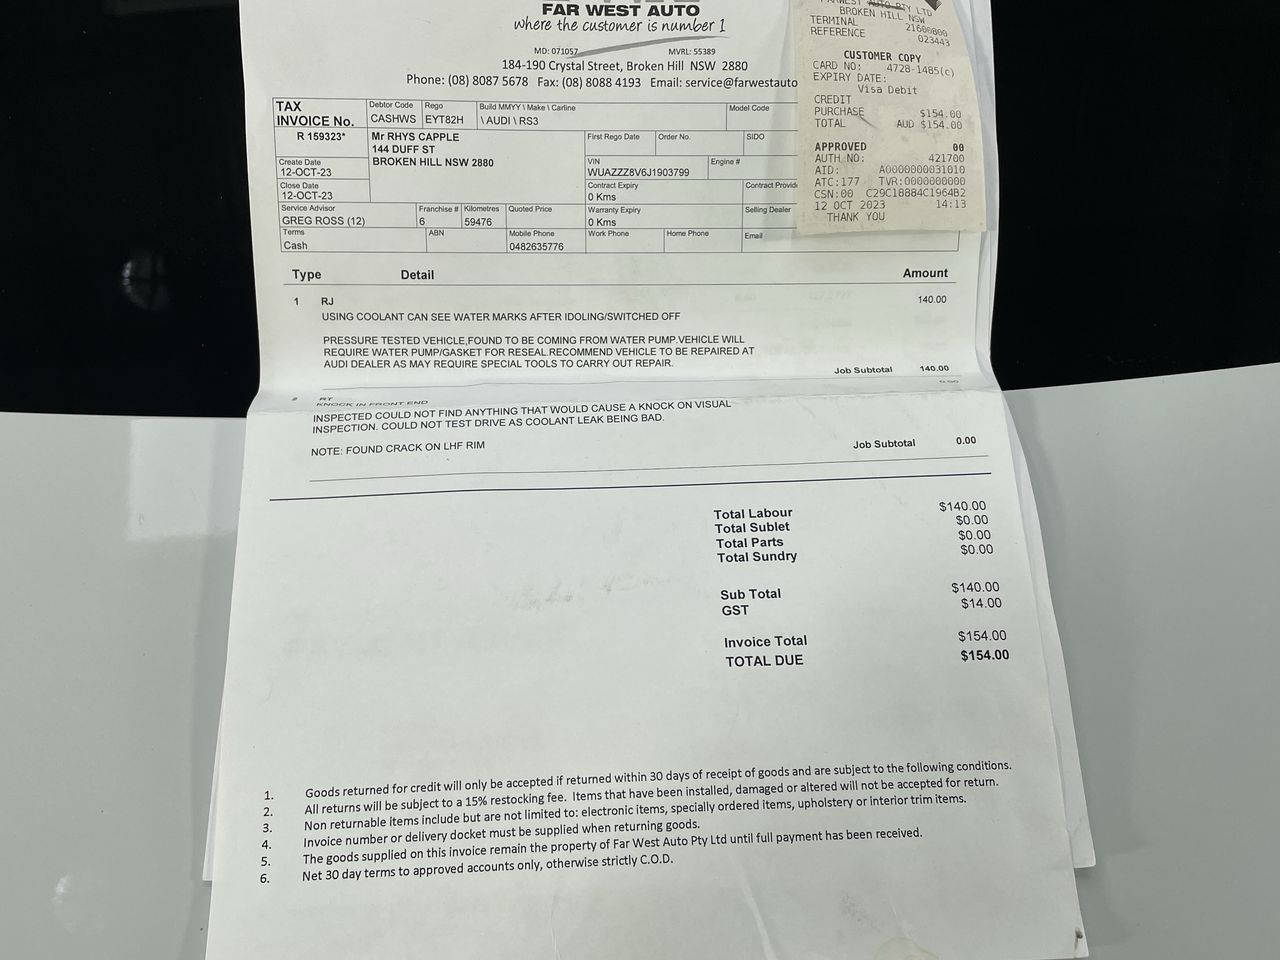 FAR WEST AUTO
where the customer is number 1
MD: 071057 MVRL: 55389
184-190 Crystal Street, Broken Hill NSW 2880
Phone: (08) 8087 5678 Fax: (08) 8088 4193 Email: service@farwestauto
TAX INVOICE No.
R 159323*
Debtor Code
CASHWS
Rego
EYT82H
Build MMYY \ Make \ Carline
\ AUDI \ RS3
Model Code
Mr RHYS CAPPLE
144 DUFF ST
BROKEN HILL NSW 2880
First Rego Date
Order No.
SIDO
Create Date
12-OCT-23
VIN
WUAZZZ8V6J1903799
Engine #
Close Date
12-OCT-23
Contract Expiry
0 Kms
Contract Provide
Service Advisor
GREG ROSS (12)
Franchise #
6
Kilometres
59476
Quoted Price
Warranty Expiry
0 Kms
Selling Dealer
Terms
Cash
ABN
Mobile Phone
0482635776
Work Phone
Home Phone
Email
Type Detail Amount
1 RJ 140.00
USING COOLANT CAN SEE WATER MARKS AFTER IDOLING/SWITCHED OFF
PRESSURE TESTED VEHICLE,FOUND TO BE COMING FROM WATER PUMP.VEHICLE WILL
REQUIRE WATER PUMP/GASKET FOR RESEAL.RECOMMEND VEHICLE TO BE REPAIRED AT
AUDI DEALER AS MAY REQUIRE SPECIAL TOOLS TO CARRY OUT REPAIR.
Job Subtotal 140.00
2 RT 0.00
KNOCK IN FRONT END
INSPECTED COULD NOT FIND ANYTHING THAT WOULD CAUSE A KNOCK ON VISUAL
INSPECTION. COULD NOT TEST DRIVE AS COOLANT LEAK BEING BAD.
NOTE: FOUND CRACK ON LHF RIM
Job Subtotal 0.00
Total Labour $140.00
Total Sublet $0.00
Total Parts $0.00
Total Sundry $0.00
Sub Total $140.00
GST $14.00
Invoice Total $154.00
TOTAL DUE $154.00
1. Goods returned for credit will only be accepted if returned within 30 days of receipt of goods and are subject to the following conditions.
2. All returns will be subject to a 15% restocking fee. Items that have been installed, damaged or altered will not be accepted for return.
3. Non returnable items include but are not limited to: electronic items, specially ordered items, upholstery or interior trim items.
4. Invoice number or delivery docket must be supplied when returning goods.
5. The goods supplied on this invoice remain the property of Far West Auto Pty Ltd until full payment has been received.
6. Net 30 day terms to approved accounts only, otherwise strictly C.O.D.
FARWEST AUTO PTY LTD
BROKEN HILL NSW
TERMINAL 21600800
REFERENCE 023443
CUSTOMER COPY
CARD NO: 4728-1485(c)
EXPIRY DATE:
Visa Debit
CREDIT
PURCHASE $154.00
TOTAL AUD $154.00
APPROVED 00
AUTH NO: 421700
AID: A0000000031010
ATC:177 TVR:0000000000
CSN:00 C29C10884C1964B2
12 OCT 2023 14:13
THANK YOU